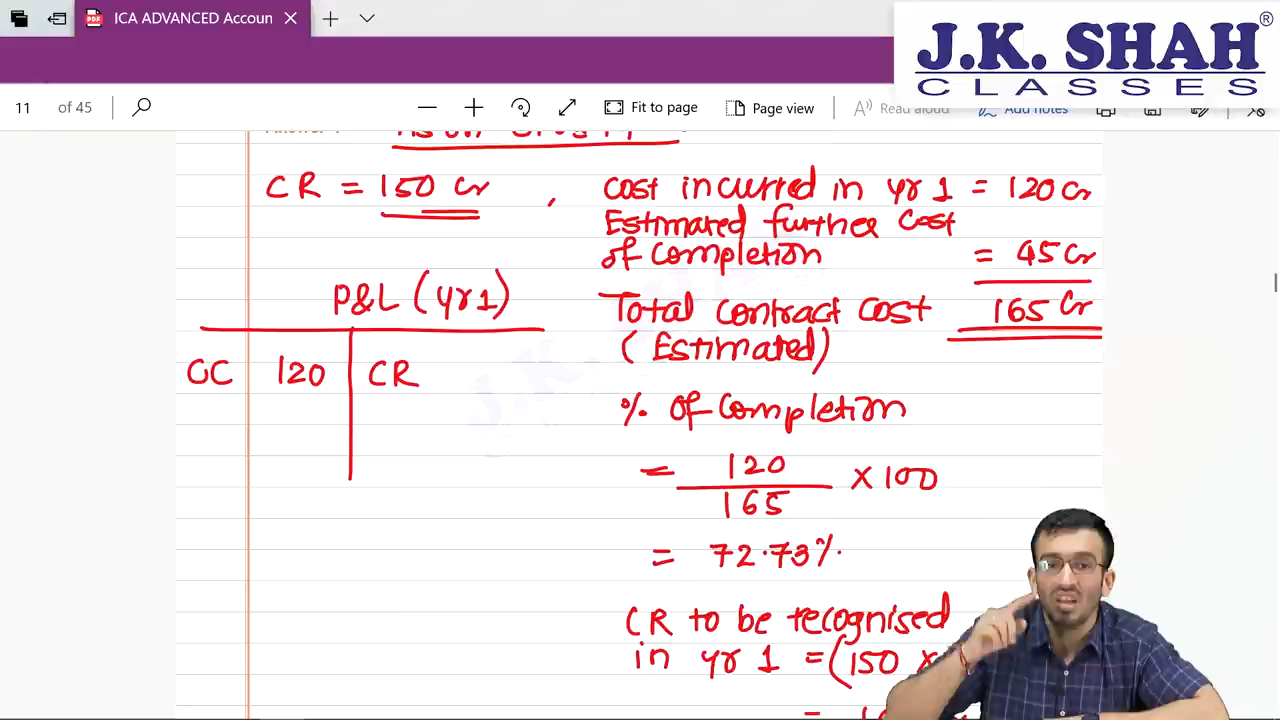 ICA ADVANCED Accoun
J.K. SHAH®
CLASSES
11 of 45
Fit to page
Page view
Read aloud
Add notes
CR = 150 Cr , cost incurred in yr 1 = 120 Cr
Estimated further cost
of completion = 45 Cr
P&L (yr 1)
Total contract cost 165 Cr
(Estimated)
CC 120 CR
% of completion
= 120 / 165 × 100
= 72.73%
CR to be recognised
in yr 1 = (150 ×
=